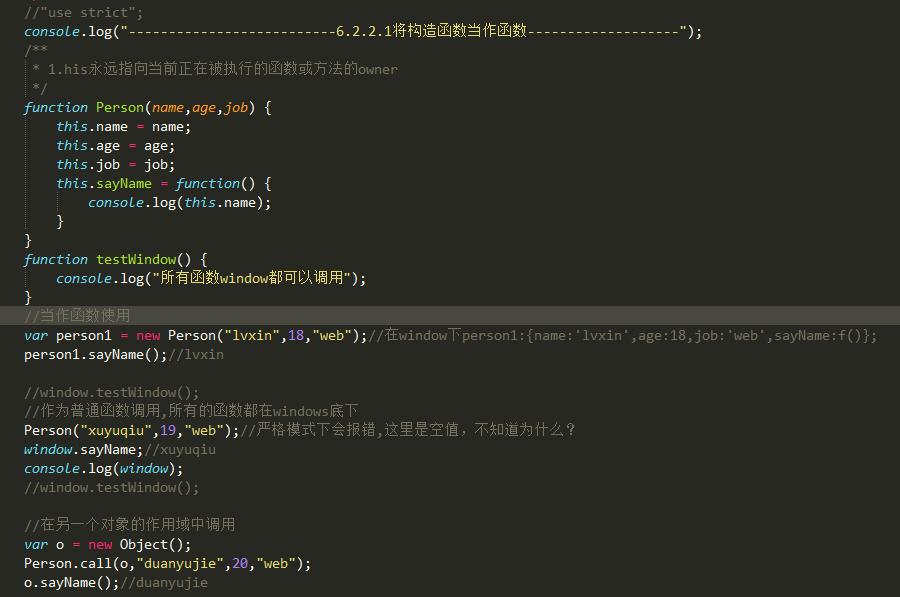 //"use strict";
console.log("--------------------------6.2.2.1将构造函数当作函数-------------------");
/**
 * 1.his永远指向当前正在被执行的函数或方法的owner
 */
function Person(name,age,job) {
    this.name = name;
    this.age = age;
    this.job = job;
    this.sayName = function() {
        console.log(this.name);
    }
}
function testWindow() {
    console.log("所有函数window都可以调用");
}
//当作函数使用
var person1 = new Person("lvxin",18,"web");//在window下person1:{name:'lvxin',age:18,job:'web',sayName:f()};
person1.sayName();//lvxin
//window.testWindow();
//作为普通函数调用,所有的函数都在windows底下
Person("xuyuqiu",19,"web");//严格模式下会报错,这里是空值，不知道为什么？
window.sayName;//xuyuqiu
console.log(window);
//window.testWindow();
//在另一个对象的作用域中调用
var o = new Object();
Person.call(o,"duanyujie",20,"web");
o.sayName();//duanyujie